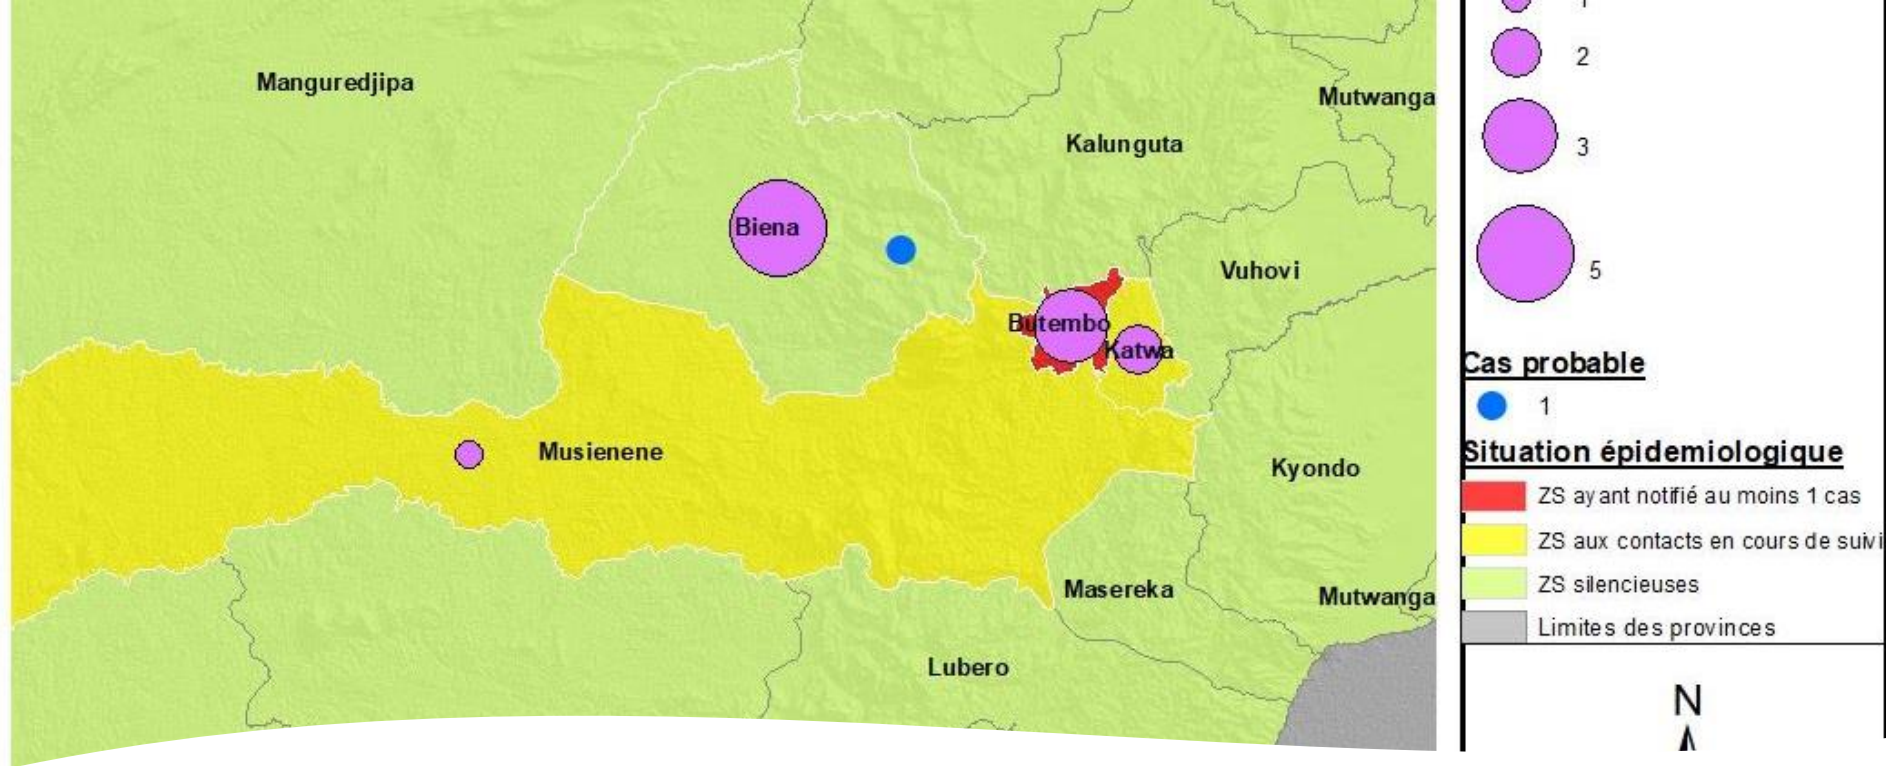 Manguredjipa
Mutwanga
Kalunguta
Biena
Vuhovi
Butembo
Katwa
Musienene
Kyondo
Masereka
Mutwanga
Lubero
2
3
5
Cas probable
1
Situation épidemiologique
ZS ayant notifié au moins 1 cas
ZS aux contacts en cours de suivi
ZS silencieuses
Limites des provinces
N